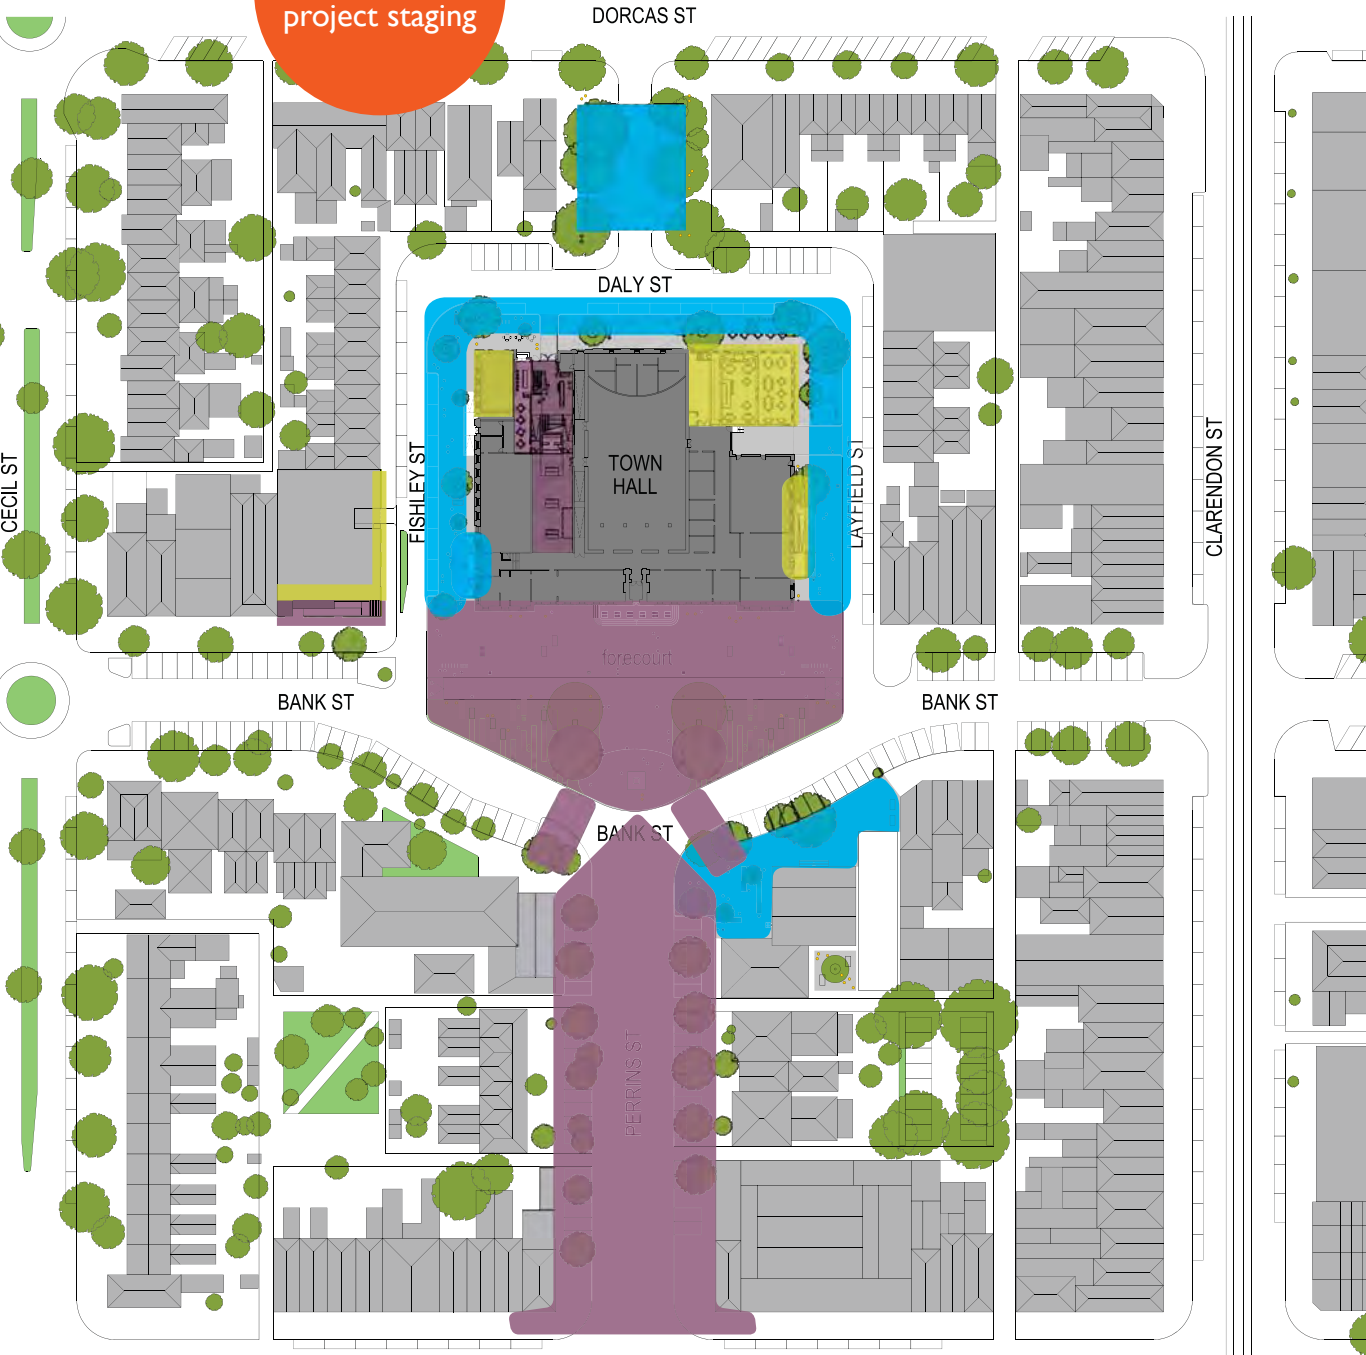 project staging
DORCAS ST
DALY ST
TOWN
HALL
CECIL ST
FISHLEY ST
LAYFIELD ST
CLARENDON ST
forecourt
BANK ST
BANK ST
BANK ST
PERRINS ST